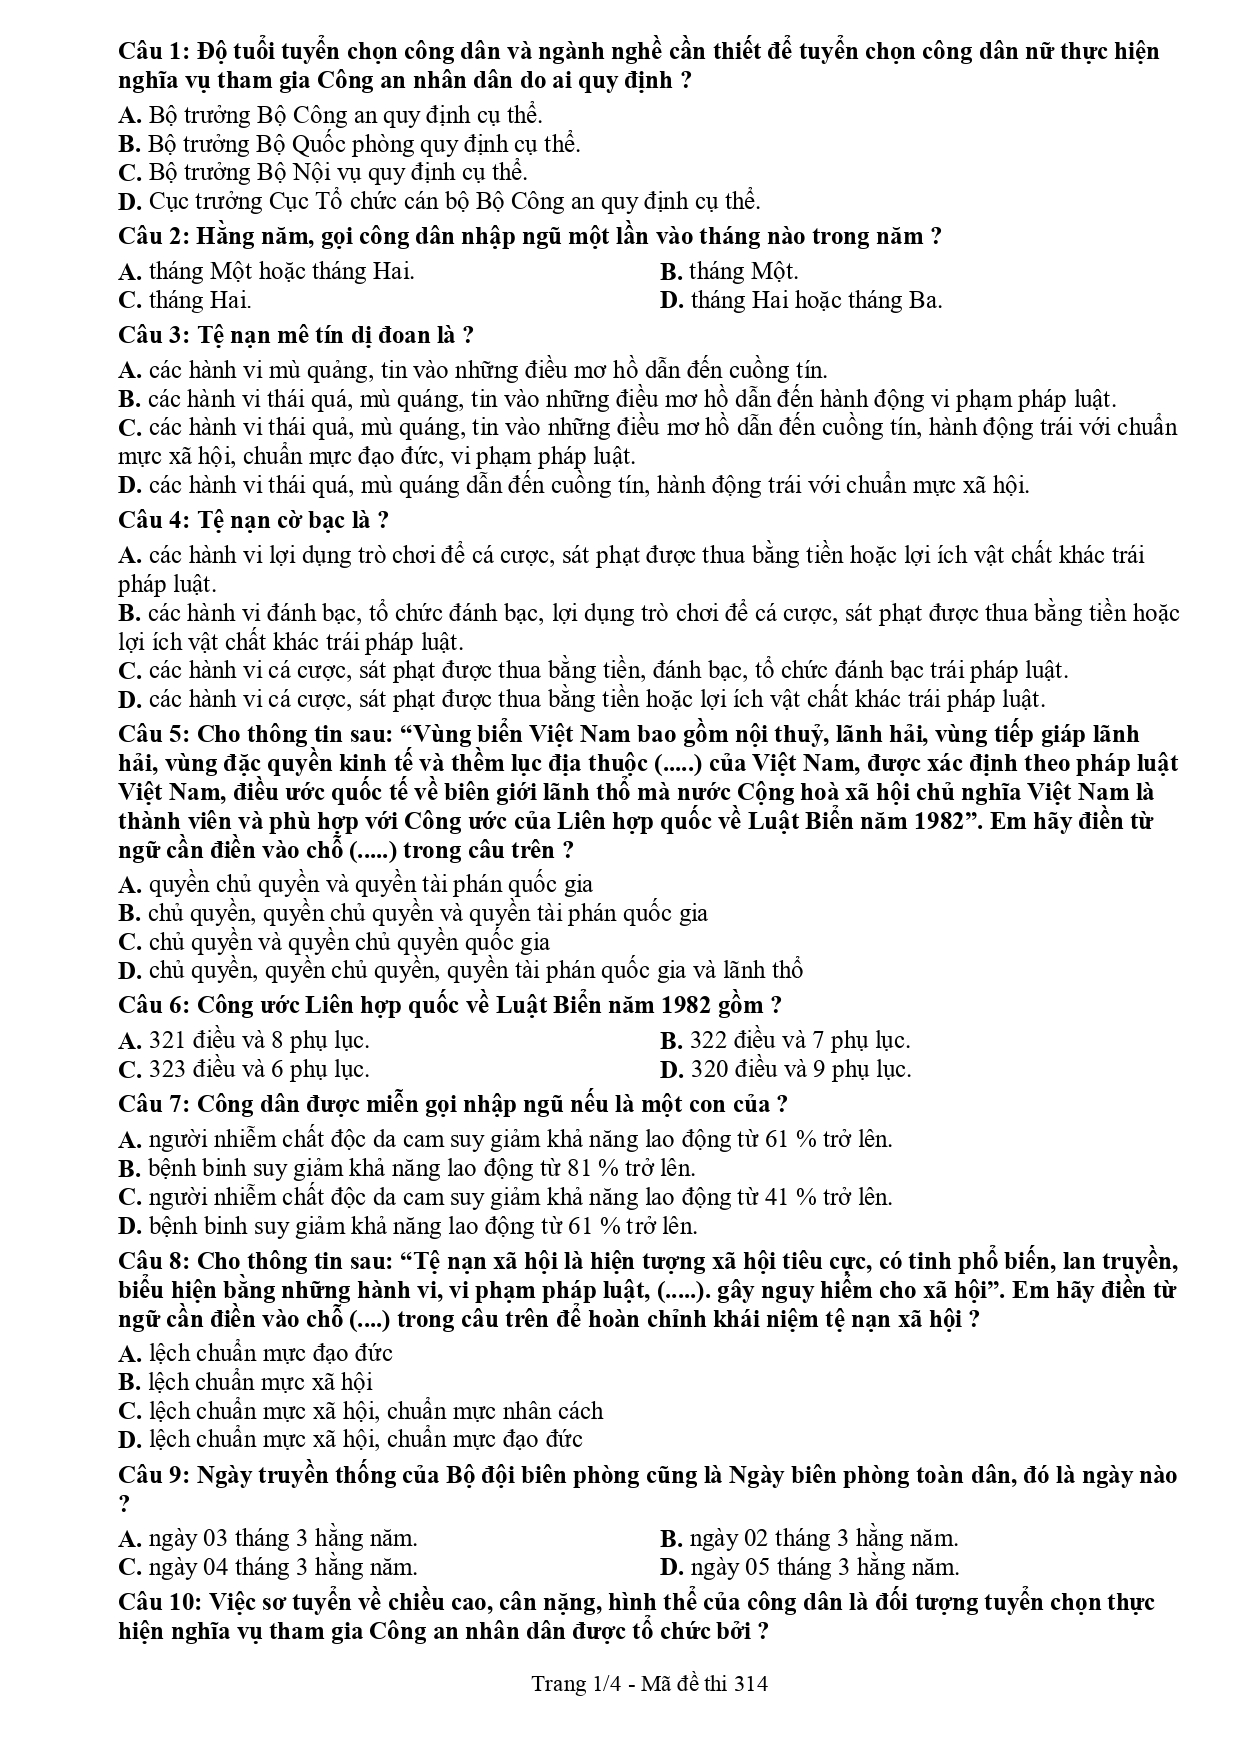 Câu 1: Độ tuổi tuyển chọn công dân và ngành nghề cần thiết để tuyển chọn công dân nữ thực hiện
nghĩa vụ tham gia Công an nhân dân do ai quy định ?
A. Bộ trưởng Bộ Công an quy định cụ thể.
B. Bộ trưởng Bộ Quốc phòng quy định cụ thể.
C. Bộ trưởng Bộ Nội vụ quy định cụ thể.
D. Cục trưởng Cục Tổ chức cán bộ Bộ Công an quy định cụ thể.
Câu 2: Hằng năm, gọi công dân nhập ngũ một lần vào tháng nào trong năm ?
A. tháng Một hoặc tháng Hai. B. tháng Một.
C. tháng Hai. D. tháng Hai hoặc tháng Ba.
Câu 3: Tệ nạn mê tín dị đoan là ?
A. các hành vi mù quảng, tin vào những điều mơ hồ dẫn đến cuồng tín.
B. các hành vi thái quá, mù quáng, tin vào những điều mơ hồ dẫn đến hành động vi phạm pháp luật.
C. các hành vi thái quả, mù quáng, tin vào những điều mơ hồ dẫn đến cuồng tín, hành động trái với chuẩn
mực xã hội, chuẩn mực đạo đức, vi phạm pháp luật.
D. các hành vi thái quá, mù quáng dẫn đến cuồng tín, hành động trái với chuẩn mực xã hội.
Câu 4: Tệ nạn cờ bạc là ?
A. các hành vi lợi dụng trò chơi để cá cược, sát phạt được thua bằng tiền hoặc lợi ích vật chất khác trái
pháp luật.
B. các hành vi đánh bạc, tổ chức đánh bạc, lợi dụng trò chơi để cá cược, sát phạt được thua bằng tiền hoặc
lợi ích vật chất khác trái pháp luật.
C. các hành vi cá cược, sát phạt được thua bằng tiền, đánh bạc, tổ chức đánh bạc trái pháp luật.
D. các hành vi cá cược, sát phạt được thua bằng tiền hoặc lợi ích vật chất khác trái pháp luật.
Câu 5: Cho thông tin sau: “Vùng biển Việt Nam bao gồm nội thuỷ, lãnh hải, vùng tiếp giáp lãnh
hải, vùng đặc quyền kinh tế và thềm lục địa thuộc (.....) của Việt Nam, được xác định theo pháp luật
Việt Nam, điều ước quốc tế về biên giới lãnh thổ mà nước Cộng hoà xã hội chủ nghĩa Việt Nam là
thành viên và phù hợp với Công ước của Liên hợp quốc về Luật Biển năm 1982”. Em hãy điền từ
ngữ cần điền vào chỗ (.....) trong câu trên ?
A. quyền chủ quyền và quyền tài phán quốc gia
B. chủ quyền, quyền chủ quyền và quyền tài phán quốc gia
C. chủ quyền và quyền chủ quyền quốc gia
D. chủ quyền, quyền chủ quyền, quyền tài phán quốc gia và lãnh thổ
Câu 6: Công ước Liên hợp quốc về Luật Biển năm 1982 gồm ?
A. 321 điều và 8 phụ lục. B. 322 điều và 7 phụ lục.
C. 323 điều và 6 phụ lục. D. 320 điều và 9 phụ lục.
Câu 7: Công dân được miễn gọi nhập ngũ nếu là một con của ?
A. người nhiễm chất độc da cam suy giảm khả năng lao động từ 61 % trở lên.
B. bệnh binh suy giảm khả năng lao động từ 81 % trở lên.
C. người nhiễm chất độc da cam suy giảm khả năng lao động từ 41 % trở lên.
D. bệnh binh suy giảm khả năng lao động từ 61 % trở lên.
Câu 8: Cho thông tin sau: “Tệ nạn xã hội là hiện tượng xã hội tiêu cực, có tinh phổ biến, lan truyền,
biểu hiện bằng những hành vi, vi phạm pháp luật, (.....). gây nguy hiểm cho xã hội”. Em hãy điền từ
ngữ cần điền vào chỗ (....) trong câu trên để hoàn chỉnh khái niệm tệ nạn xã hội ?
A. lệch chuẩn mực đạo đức
B. lệch chuẩn mực xã hội
C. lệch chuẩn mực xã hội, chuẩn mực nhân cách
D. lệch chuẩn mực xã hội, chuẩn mực đạo đức
Câu 9: Ngày truyền thống của Bộ đội biên phòng cũng là Ngày biên phòng toàn dân, đó là ngày nào
?
A. ngày 03 tháng 3 hằng năm. B. ngày 02 tháng 3 hằng năm.
C. ngày 04 tháng 3 hằng năm. D. ngày 05 tháng 3 hằng năm.
Câu 10: Việc sơ tuyển về chiều cao, cân nặng, hình thể của công dân là đối tượng tuyển chọn thực
hiện nghĩa vụ tham gia Công an nhân dân được tổ chức bởi ?
Trang 1/4 - Mã đề thi 314